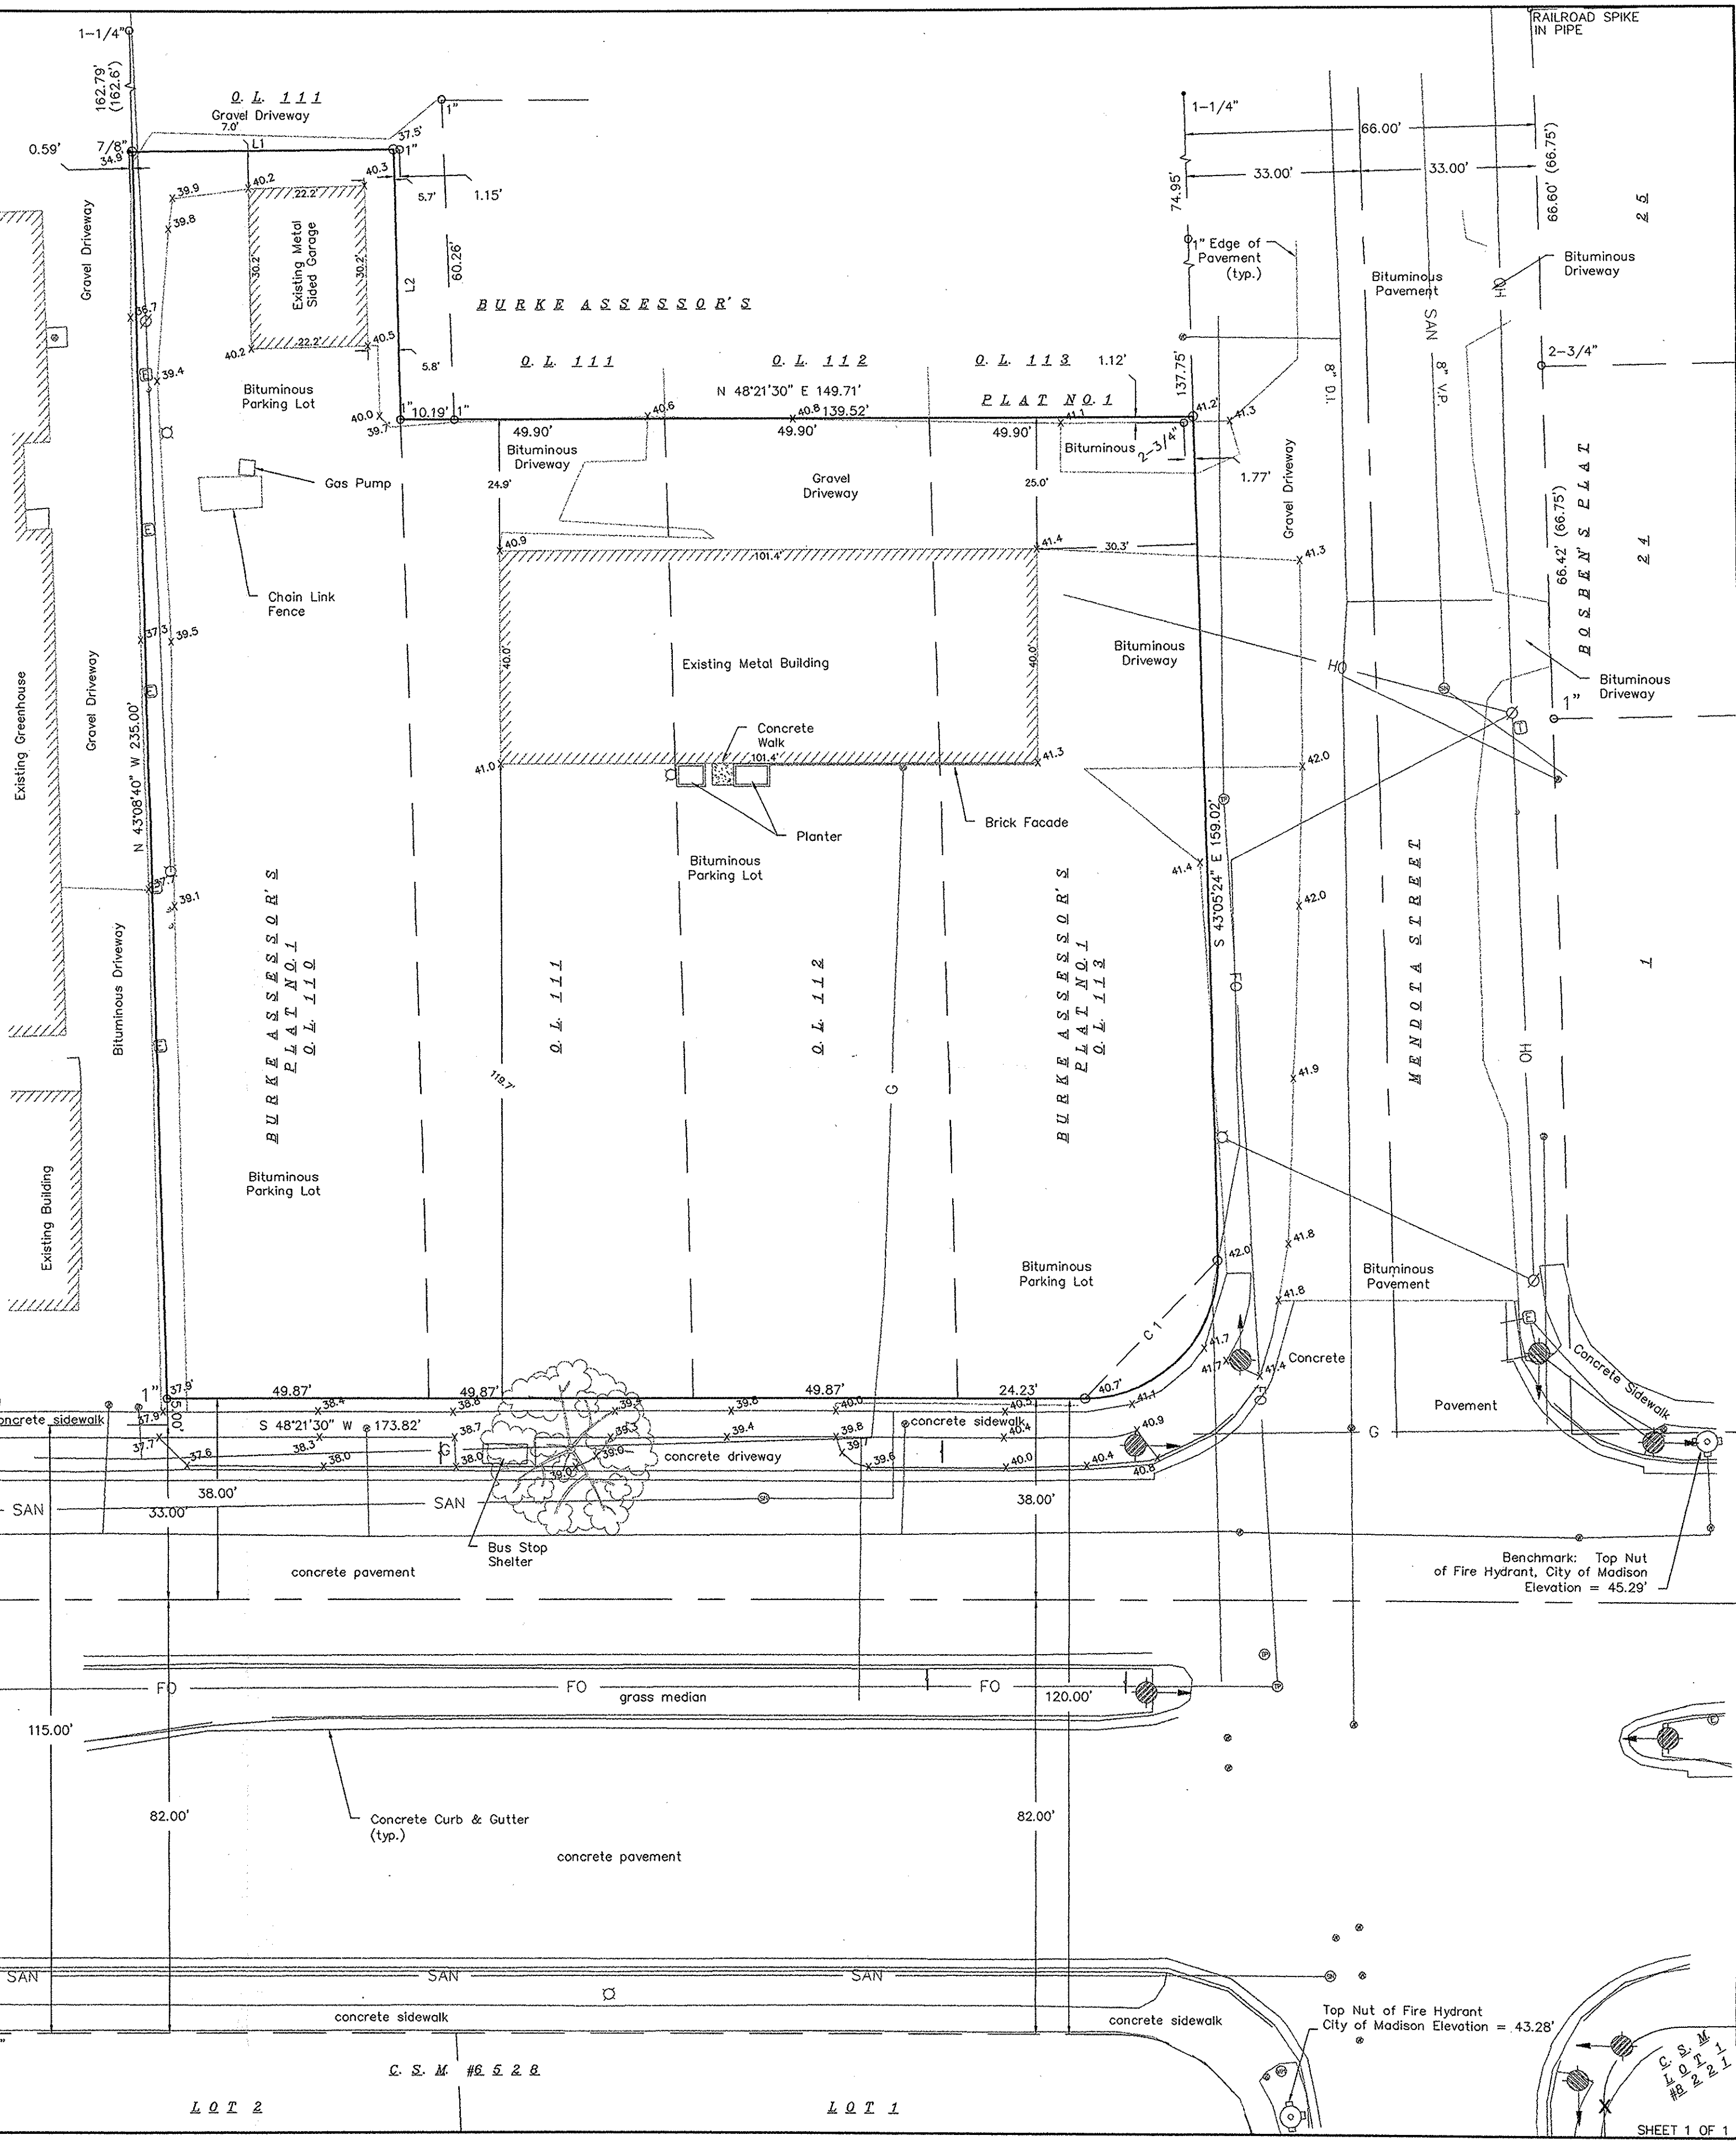 RAILROAD SPIKE
IN PIPE
1-1/4"
162.79'
(162.6')
O. L. 111
Gravel Driveway
7.0'
1"
37.5'
1-1/4"
66.00'
66.60' (66.75')
0.59'
7/8"
34.9'
L1
1"
40.3
33.00'
33.00'
74.95'
39.9
40.2
22.2'
5.7'
1.15'
2 5
39.8
Gravel Driveway
Existing Metal
Sided Garage
30.2'
30.2'
60.26'
L2
1" Edge of
Pavement
(typ.)
Bituminous
Pavement
OH
Bituminous
Driveway
BURKE ASSESSOR'S
36.7
SAN
40.2
22.2'
40.5
39.4
5.8'
O. L. 111
O. L. 112
O. L. 113
1.12'
137.75'
8" D.I.
8" V.P.
2-3/4"
Bituminous
Parking Lot
N 48°21'30" E 149.71'
PLAT NO.1
40.0
39.7
1"
10.19'
1"
40.6
40.8
139.52'
41.1
41.2'
41.3
49.90'
49.90'
49.90'
Bituminous
Driveway
Bituminous
2-3/4"
1.77'
Gas Pump
24.9'
Gravel
Driveway
25.0'
Gravel Driveway
66.42' (66.75')
BOSBEN'S PLAT
2 4
40.9
101.4'
41.4
30.3'
41.3
Chain Link
Fence
37.3
39.5
40.0'
Existing Metal Building
40.0'
Bituminous
Driveway
OH
Bituminous
Driveway
1"
Existing Greenhouse
Gravel Driveway
N 43°08'40" W 235.00'
Concrete
Walk
41.0
101.4'
41.3
42.0
Planter
Brick Facade
Bituminous
Parking Lot
41.4
S 43°05'24" E 159.02'
37.7
39.1
42.0
MENDOTA STREET
Bituminous Driveway
BURKE ASSESSOR'S
PLAT NO.1
O. L. 110
O. L. 111
O. L. 112
BURKE ASSESSOR'S
PLAT NO.1
O. L. 113
1
FO
OH
119.7'
G
41.9
Existing Building
Bituminous
Parking Lot
41.8
42.0
Bituminous
Parking Lot
Bituminous
Pavement
41.8
C1
41.7
41.7
41.4
Concrete
Concrete Sidewalk
1"
37.9'
49.87'
49.87'
49.87'
24.23'
40.7'
38.4
38.8
39.8
40.0
40.5
41.1
Pavement
concrete sidewalk
37.9
5.00'
S 48°21'30" W
173.82'
38.7
39.3
39.4
39.8
concrete sidewalk
40.4
40.9
G
37.7
37.6
38.3
38.0
G
38.0
39.0
39.0
concrete driveway
39.6
40.0
40.4
40.8
38.00'
38.00'
SAN
33.00'
SAN
Bus Stop
Shelter
concrete pavement
Benchmark: Top Nut
of Fire Hydrant, City of Madison
Elevation = 45.29'
FO
FO
grass median
FO
120.00'
115.00'
82.00'
Concrete Curb & Gutter
(typ.)
82.00'
concrete pavement
SAN
SAN
SAN
concrete sidewalk
concrete sidewalk
Top Nut of Fire Hydrant
City of Madison Elevation = 43.28'
C. S. M. #6528
LOT 2
LOT 1
C. S. M.
LOT 1
#8221
SHEET 1 OF 1